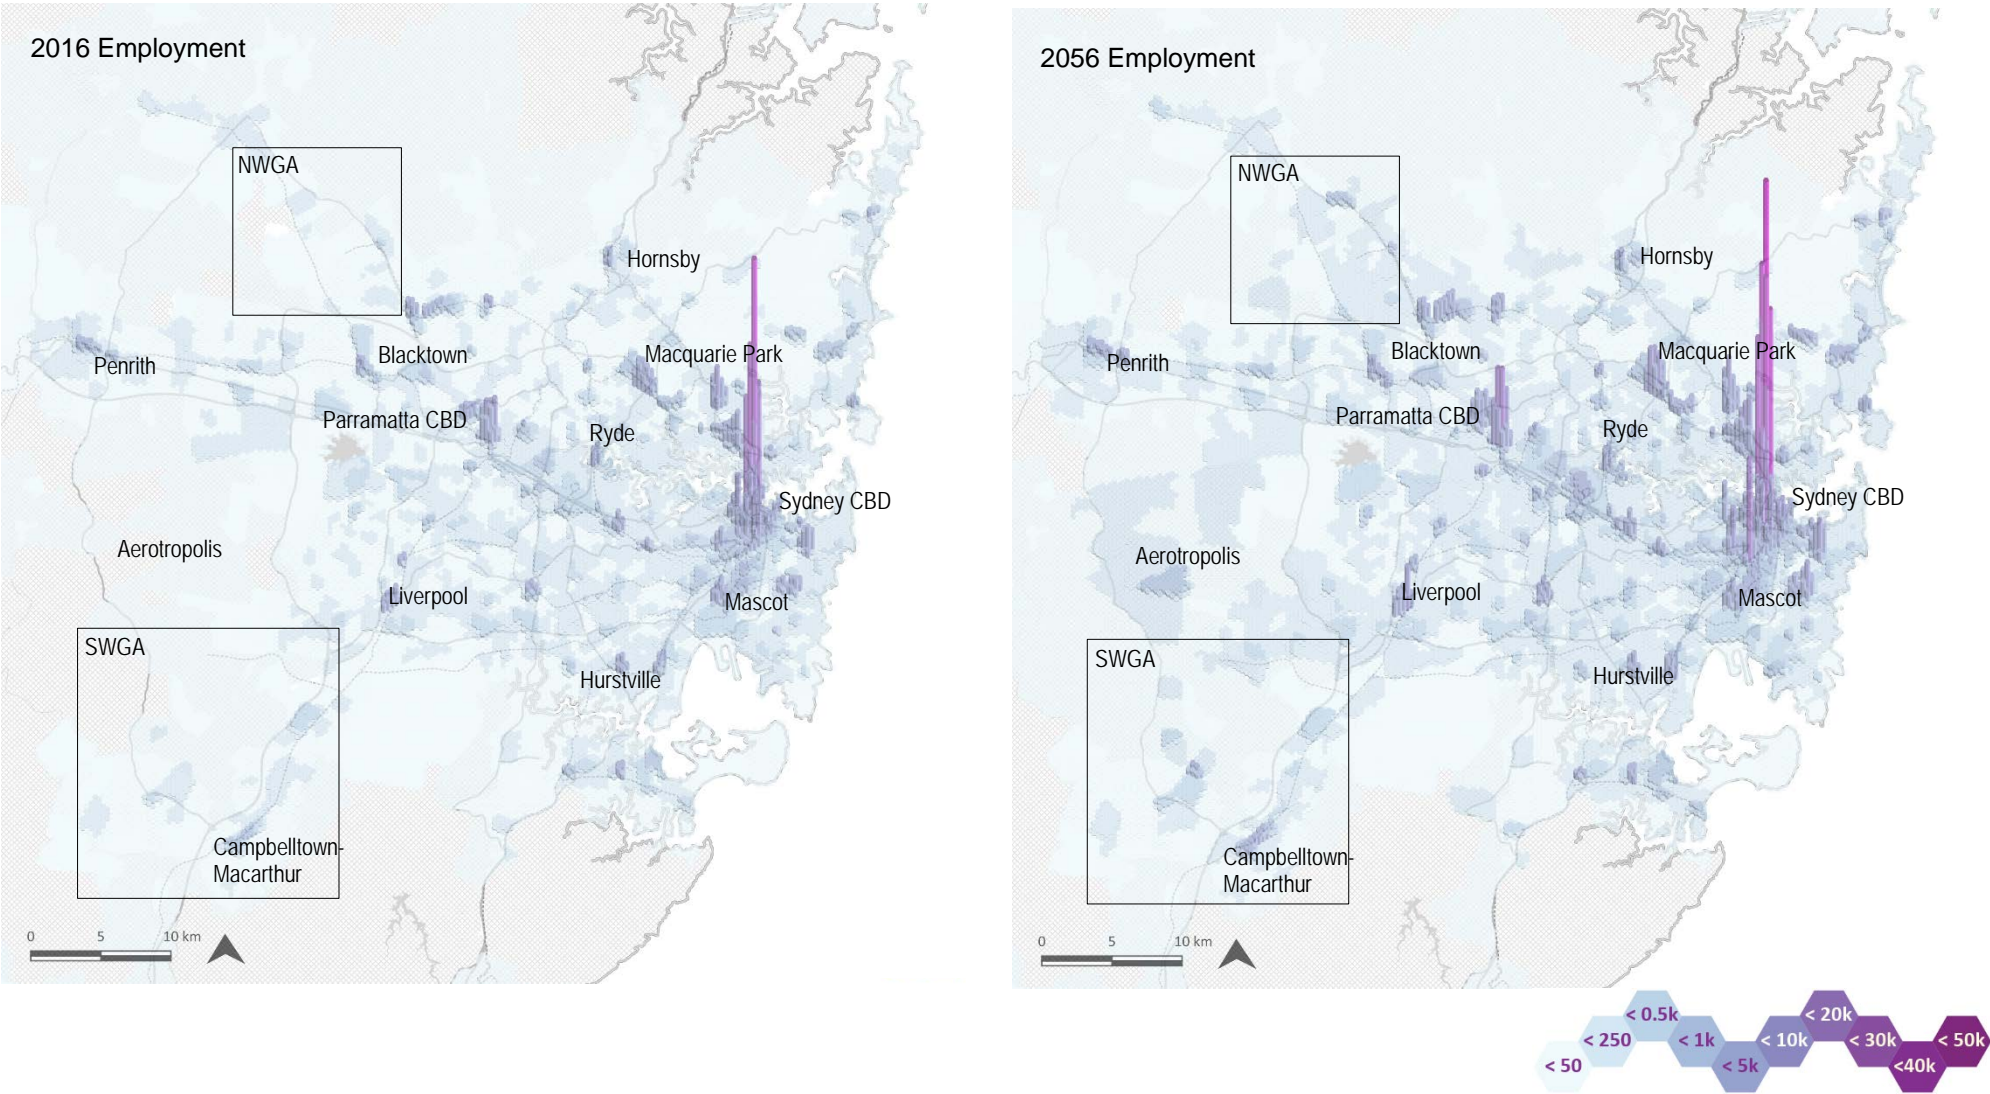 2016 Employment
NWGA
Hornsby
Blacktown
Macquarie Park
Penrith
Parramatta CBD
Ryde
Sydney CBD
Aerotropolis
Liverpool
Mascot
SWGA
Hurstville
Campbelltown-
Macarthur
0 5 10 km
2056 Employment
NWGA
Hornsby
Blacktown
Macquarie Park
Penrith
Parramatta CBD
Ryde
Sydney CBD
Aerotropolis
Liverpool
Mascot
SWGA
Hurstville
Campbelltown-
Macarthur
0 5 10 km
< 50
< 250
< 0.5k
< 1k
< 5k
< 10k
< 20k
< 30k
<40k
< 50k